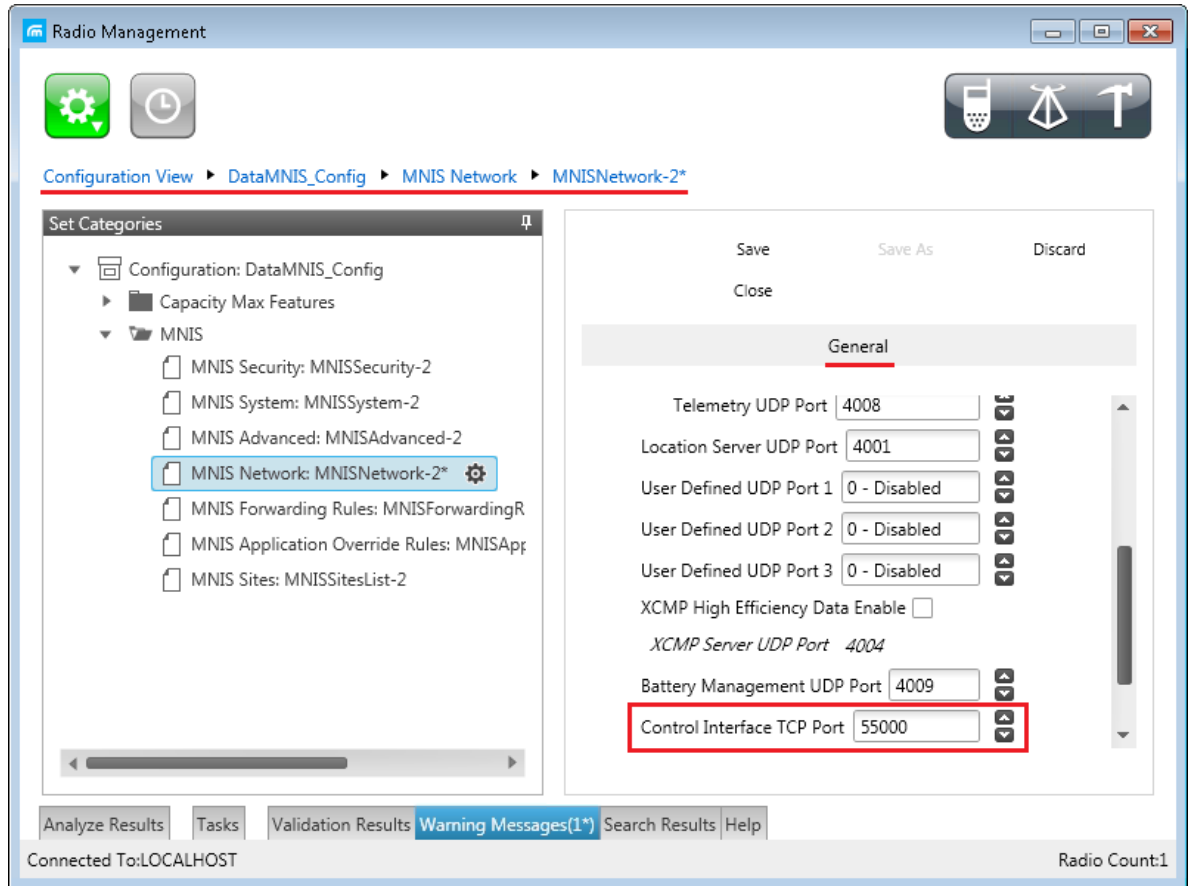 Radio Management
Configuration View DataMNIS_Config MNIS Network MNISNetwork-2*
Set Categories
Configuration: DataMNIS_Config
Capacity Max Features
MNIS
MNIS Security: MNISSecurity-2
MNIS System: MNISSystem-2
MNIS Advanced: MNISAdvanced-2
MNIS Network: MNISNetwork-2*
MNIS Forwarding Rules: MNISForwardingR
MNIS Application Override Rules: MNISApp
MNIS Sites: MNISSitesList-2
Save Save As Discard
Close
General
Telemetry UDP Port 4008
Location Server UDP Port 4001
User Defined UDP Port 1 0 - Disabled
User Defined UDP Port 2 0 - Disabled
User Defined UDP Port 3 0 - Disabled
XCMP High Efficiency Data Enable
XCMP Server UDP Port 4004
Battery Management UDP Port 4009
Control Interface TCP Port 55000
Analyze Results Tasks Validation Results Warning Messages(1*) Search Results Help
Connected To:LOCALHOST Radio Count:1